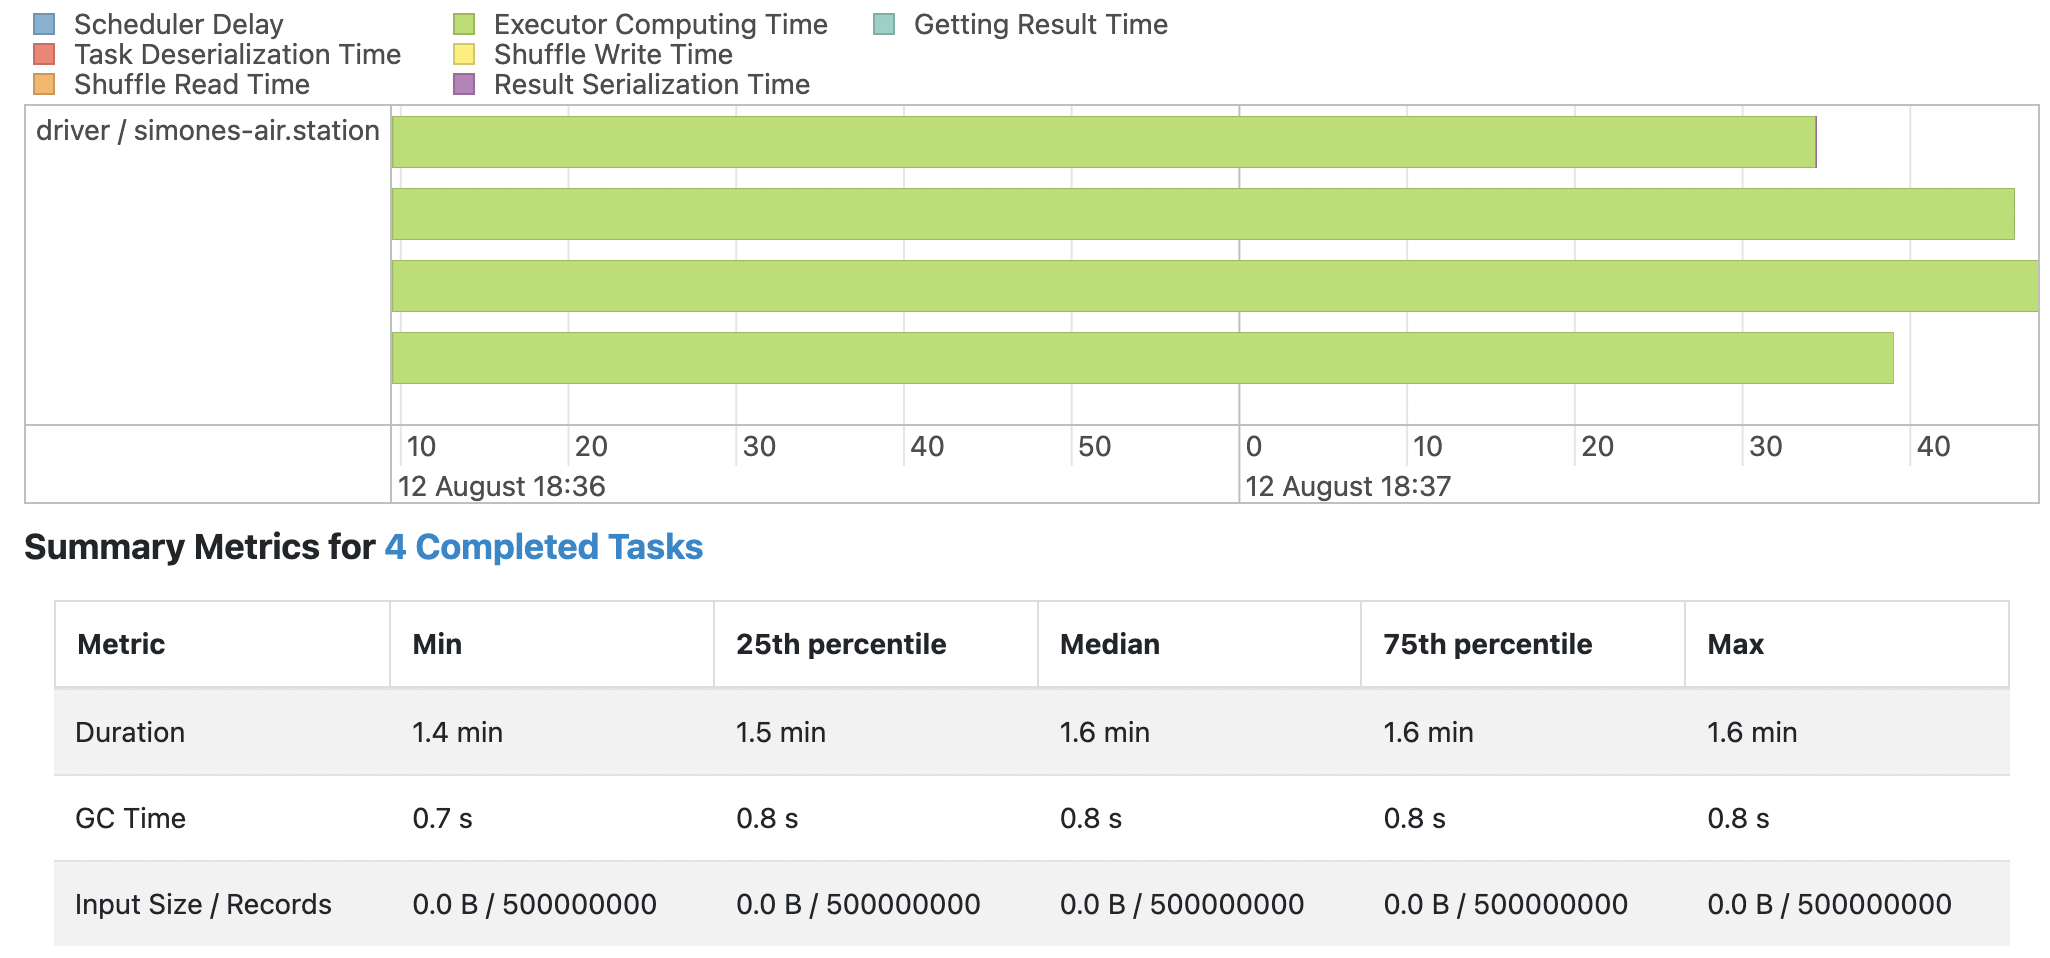 Scheduler Delay Executor Computing Time Getting Result Time
Task Deserialization Time Shuffle Write Time
Shuffle Read Time Result Serialization Time
driver / simones-air.station
10 20 30 40 50 0 10 20 30 40
12 August 18:36 12 August 18:37
Summary Metrics for 4 Completed Tasks
Metric Min 25th percentile Median 75th percentile Max
Duration 1.4 min 1.5 min 1.6 min 1.6 min 1.6 min
GC Time 0.7 s 0.8 s 0.8 s 0.8 s 0.8 s
Input Size / Records 0.0 B / 500000000 0.0 B / 500000000 0.0 B / 500000000 0.0 B / 500000000 0.0 B / 500000000